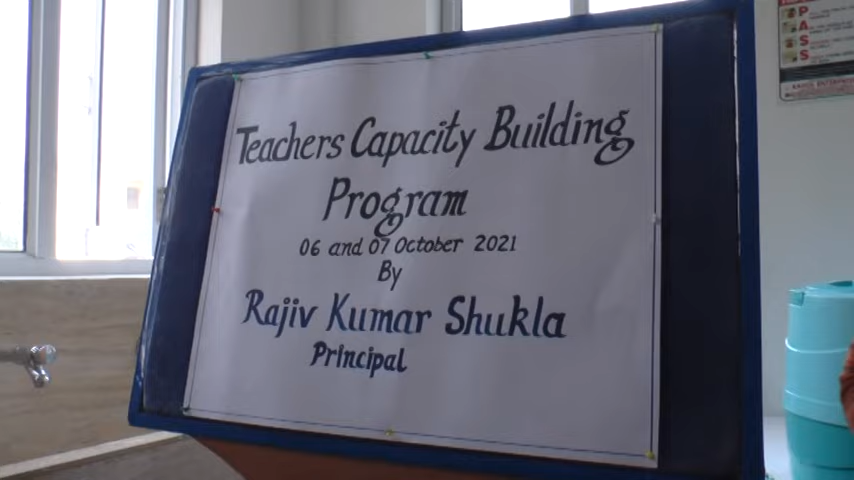 Teachers Capacity Building
Program
06 and 07 October 2021
By
Rajiv Kumar Shukla
Principal
P
A
S
S